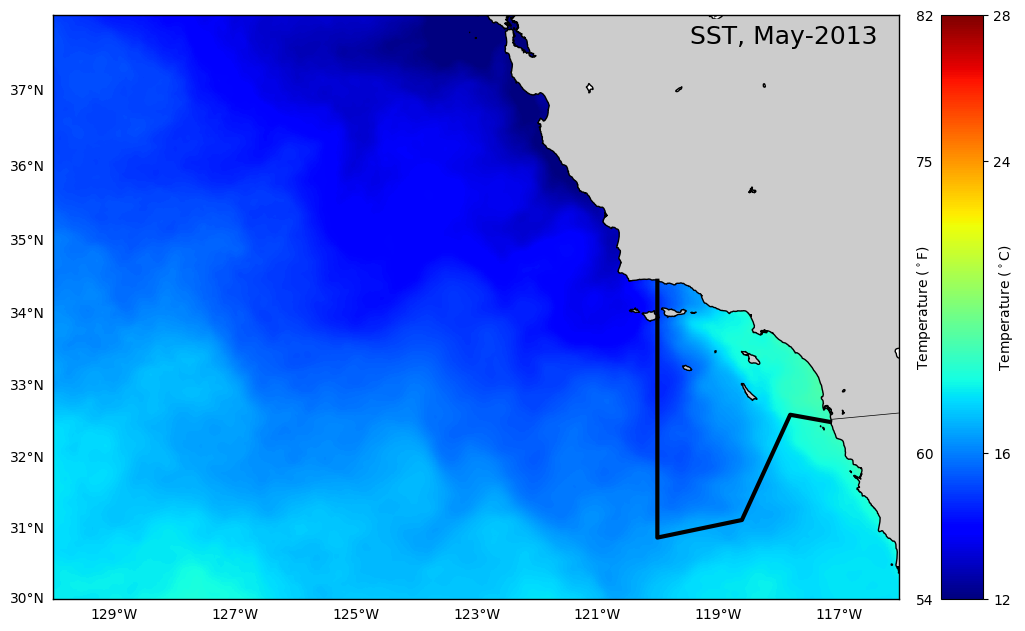 SST, May-2013
37°N
36°N
35°N
34°N
33°N
32°N
31°N
30°N
129°W
127°W
125°W
123°W
121°W
119°W
117°W
82
75
60
54
Temperature (°F)
28
24
16
12
Temperature (°C)